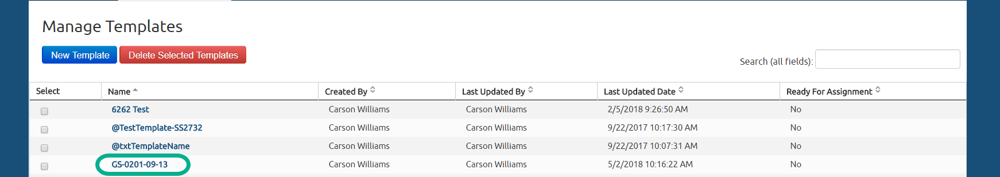 Manage Templates
New Template Delete Selected Templates
Search (all fields):
Select Name Created By Last Updated By Last Updated Date Ready For Assignment
6262 Test Carson Williams Carson Williams 2/5/2018 9:26:50 AM No
@TestTemplate-SS2732 Carson Williams Carson Williams 9/22/2017 10:17:30 AM No
@txtTemplateName Carson Williams Carson Williams 9/22/2017 10:07:31 AM No
GS-0201-09-13 Carson Williams Carson Williams 5/2/2018 10:16:22 AM No